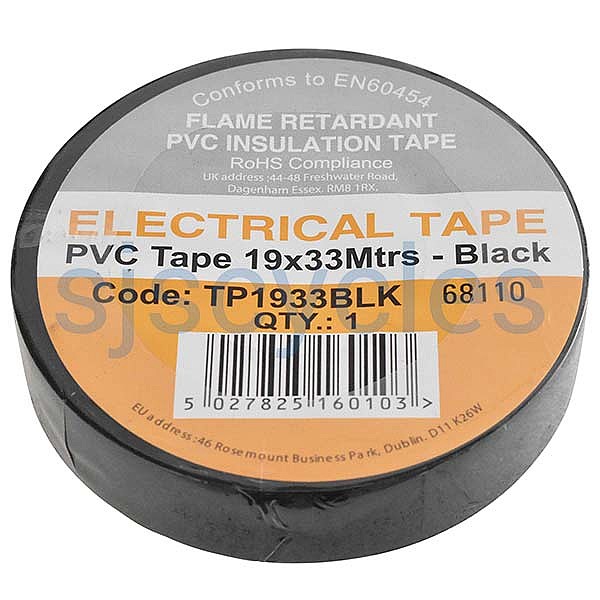 Conforms to EN60454
FLAME RETARDANT
PVC INSULATION TAPE
RoHS Compliance
UK address :44-48 Freshwater Road,
Dagenham Essex. RM8 1RX.
ELECTRICAL TAPE
PVC Tape 19x33Mtrs - Black
Code: TP1933BLK 68110
QTY.: 1
sjscycles
5 027825 160103 >
EU address :46 Rosemount Business Park, Dublin. D11 K26W